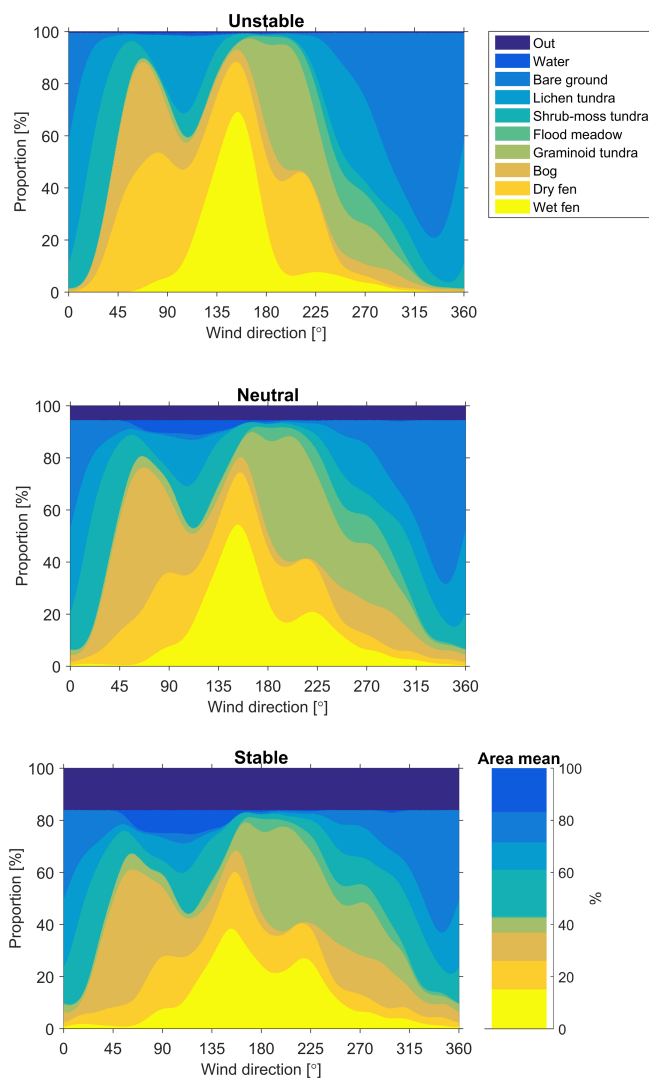 Unstable
100
80
60
40
20
0
Proportion [%]
0 45 90 135 180 225 270 315 360
Wind direction [°]
Out
Water
Bare ground
Lichen tundra
Shrub-moss tundra
Flood meadow
Graminoid tundra
Bog
Dry fen
Wet fen
Neutral
100
80
60
40
20
0
Proportion [%]
0 45 90 135 180 225 270 315 360
Wind direction [°]
Stable
100
80
60
40
20
0
Proportion [%]
0 45 90 135 180 225 270 315 360
Wind direction [°]
Area mean
100
80
60
40
20
0
%